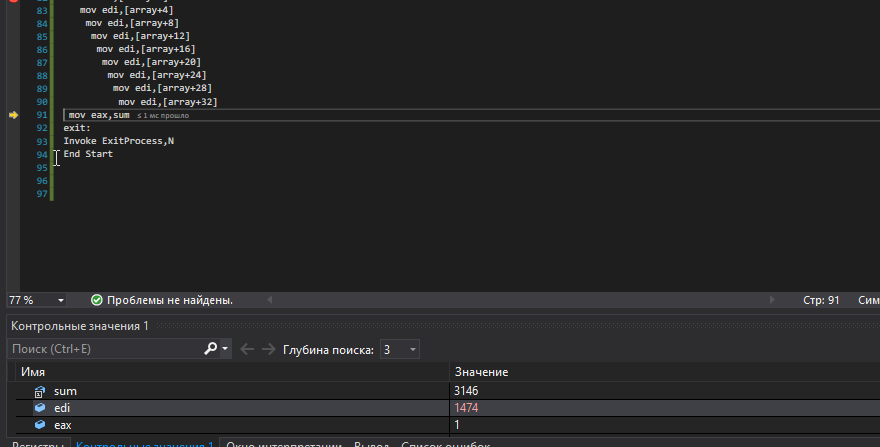 83 mov edi,[array+4]
84 mov edi,[array+8]
85 mov edi,[array+12]
86 mov edi,[array+16]
87 mov edi,[array+20]
88 mov edi,[array+24]
89 mov edi,[array+28]
90 mov edi,[array+32]
91 mov eax,sum ≤ 1 мс прошло
92 exit:
93 Invoke ExitProcess,N
94 End Start
95
96
97
77 % Проблемы не найдены. Стр: 91 Сим
Контрольные значения 1
Поиск (Ctrl+E) Глубина поиска: 3
Имя Значение
sum 3146
edi 1474
eax 1
Регистры Контрольные значения 1 Окно интерпретации Вывод Список ошибок